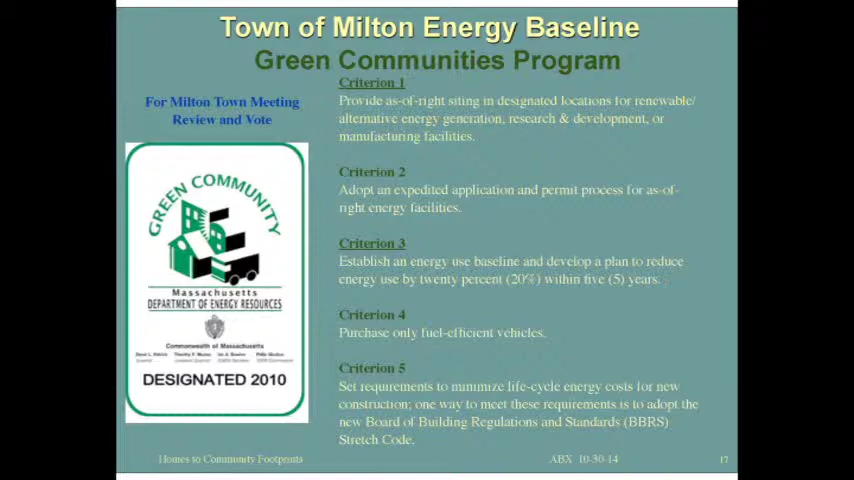 Town of Milton Energy Baseline
Green Communities Program
For Milton Town Meeting
Review and Vote
GREEN COMMUNITY
Massachusetts
DEPARTMENT OF ENERGY RESOURCES
Commonwealth of Massachusetts
DESIGNATED 2010
Criterion 1
Provide as-of-right siting in designated locations for renewable/
alternative energy generation, research & development, or
manufacturing facilities.
Criterion 2
Adopt an expedited application and permit process for as-of-
right energy facilities.
Criterion 3
Establish an energy use baseline and develop a plan to reduce
energy use by twenty percent (20%) within five (5) years.
Criterion 4
Purchase only fuel-efficient vehicles.
Criterion 5
Set requirements to minimize life-cycle energy costs for new
construction; one way to meet these requirements is to adopt the
new Board of Building Regulations and Standards (BBRS)
Stretch Code.
Homes to Community Footprints
ABX 10-30-14
17